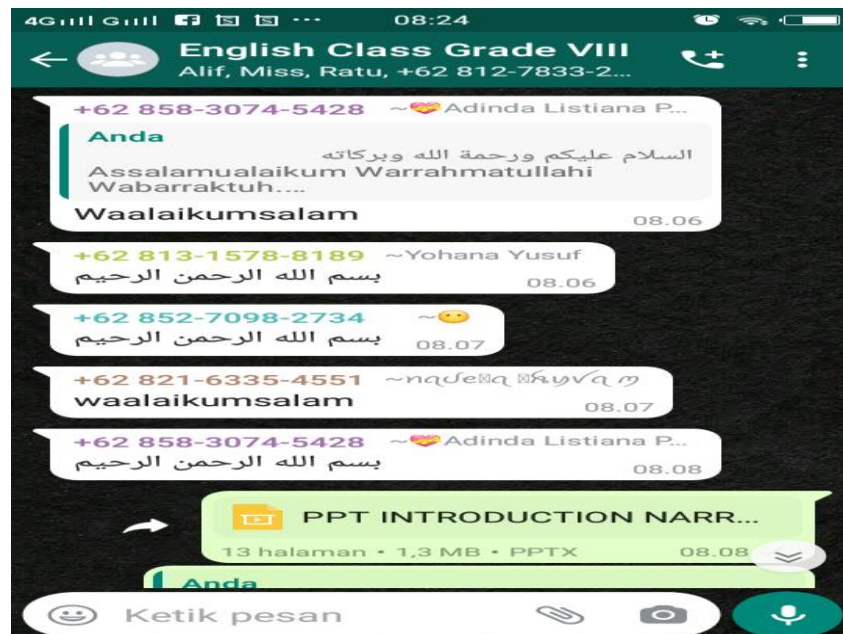 4G G 08:24
English Class Grade VIII
Alif, Miss, Ratu, +62 812-7833-2...
+62 858-3074-5428 ~💝Adinda Listiana P...
Anda
السلام عليكم ورحمة الله وبركاته
Assalamualaikum Warrahmatullahi
Wabarraktuh....
Waalaikumsalam 08.06
+62 813-1578-8189 ~Yohana Yusuf
بسم الله الرحمن الرحيم 08.06
+62 852-7098-2734 ~😶
بسم الله الرحمن الرحيم 08.07
+62 821-6335-4551
waalaikumsalam 08.07
+62 858-3074-5428 ~💝Adinda Listiana P...
بسم الله الرحمن الرحيم 08.08
PPT INTRODUCTION NARR...
13 halaman • 1,3 MB • PPTX 08.08
Anda
Ketik pesan